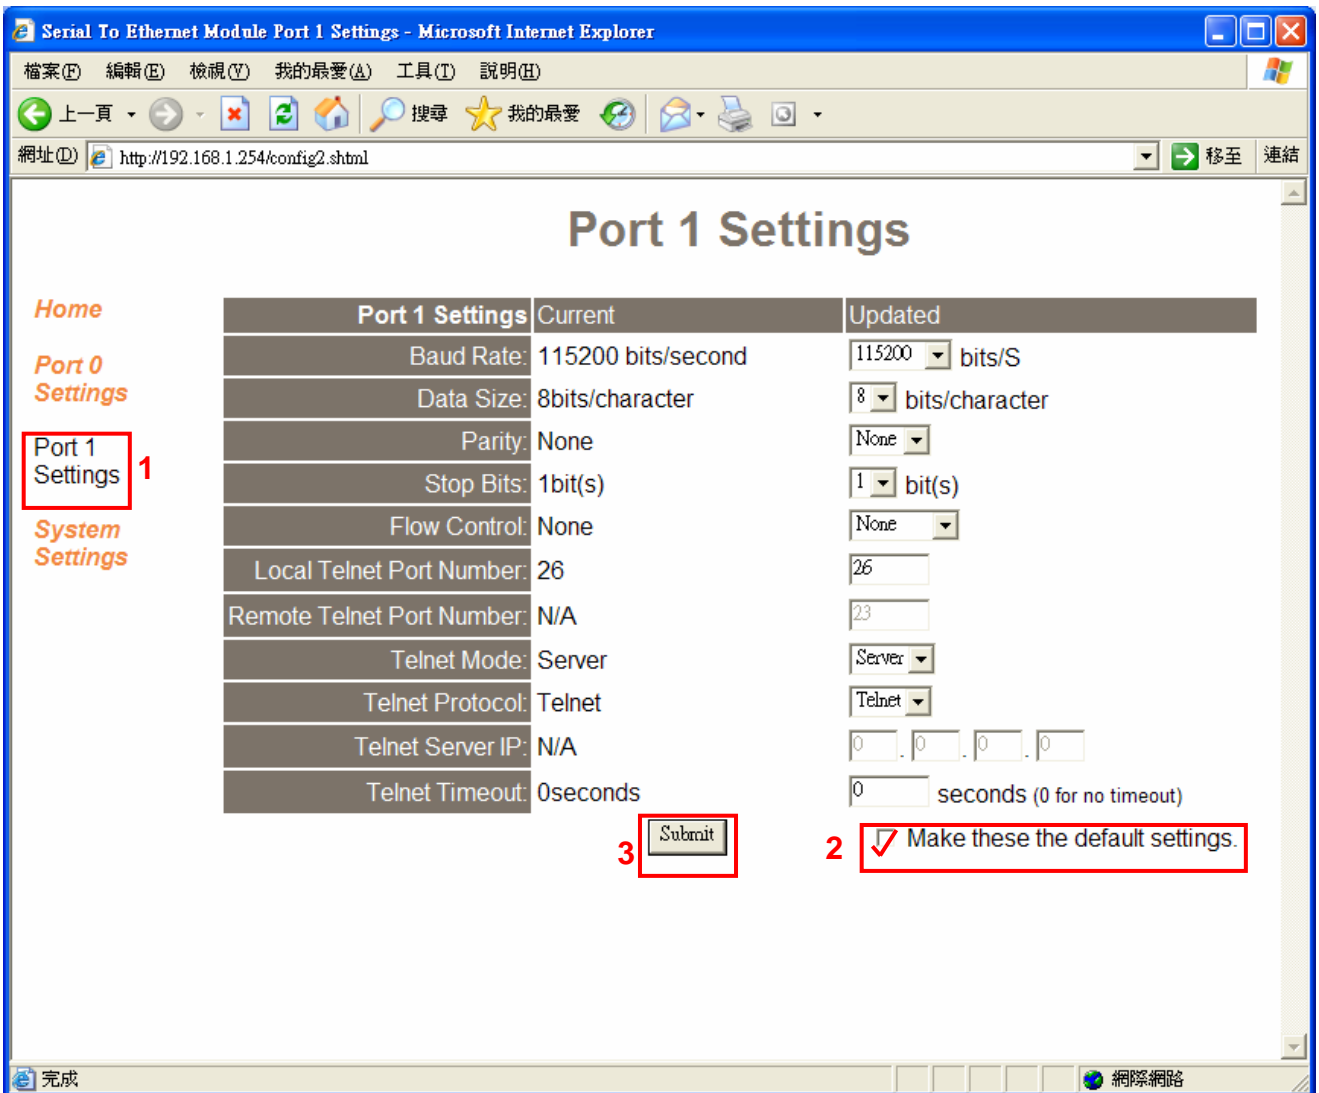 Serial To Ethernet Module Port 1 Settings - Microsoft Internet Explorer
檔案(F) 編輯(E) 檢視(V) 我的最愛(A) 工具(T) 說明(H)
上一頁 搜尋 我的最愛
網址(D) http://192.168.1.254/config2.shtml 移至 連結
Port 1 Settings
Home
Port 0
Settings
Port 1
Settings
1
System
Settings
Port 1 Settings Current Updated
Baud Rate: 115200 bits/second 115200 bits/S
Data Size: 8bits/character 8 bits/character
Parity: None None
Stop Bits: 1bit(s) 1 bit(s)
Flow Control: None None
Local Telnet Port Number: 26 26
Remote Telnet Port Number: N/A 23
Telnet Mode: Server Server
Telnet Protocol: Telnet Telnet
Telnet Server IP: N/A 0 . 0 . 0 . 0
Telnet Timeout: 0seconds 0 seconds (0 for no timeout)
3 Submit 2 Make these the default settings.
完成 網際網路